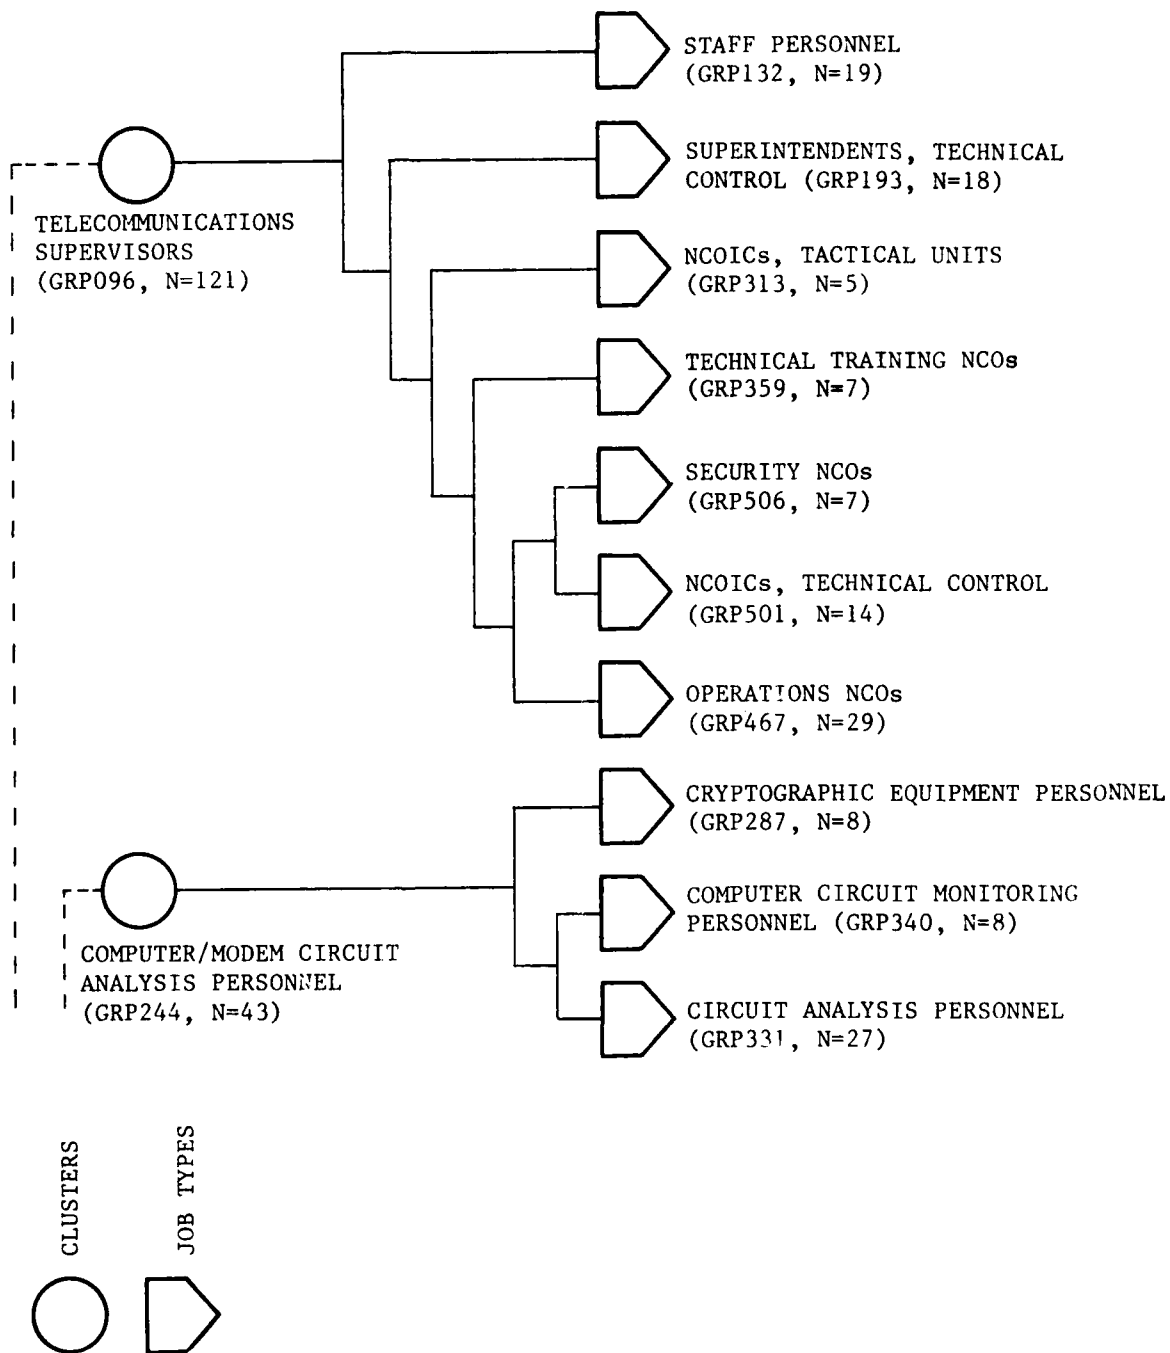 STAFF PERSONNEL
(GRP132, N=19)
SUPERINTENDENTS, TECHNICAL
CONTROL (GRP193, N=18)
TELECOMMUNICATIONS
SUPERVISORS
(GRP096, N=121)
NCOICs, TACTICAL UNITS
(GRP313, N=5)
TECHNICAL TRAINING NCOs
(GRP359, N=7)
SECURITY NCOs
(GRP506, N=7)
NCOICs, TECHNICAL CONTROL
(GRP501, N=14)
OPERATIONS NCOs
(GRP467, N=29)
CRYPTOGRAPHIC EQUIPMENT PERSONNEL
(GRP287, N=8)
COMPUTER CIRCUIT MONITORING
PERSONNEL (GRP340, N=8)
COMPUTER/MODEM CIRCUIT
ANALYSIS PERSONNEL
(GRP244, N=43)
CIRCUIT ANALYSIS PERSONNEL
(GRP331, N=27)
CLUSTERS
JOB TYPES